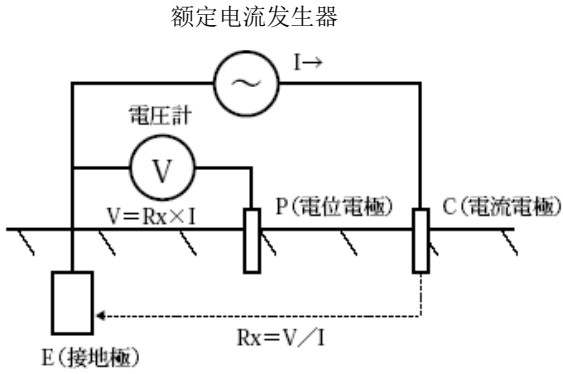 额定电流发生器
I→
電圧計
V
V=Rx×I
P(電位電極)
C(電流電極)
Rx=V/I
E(接地極)